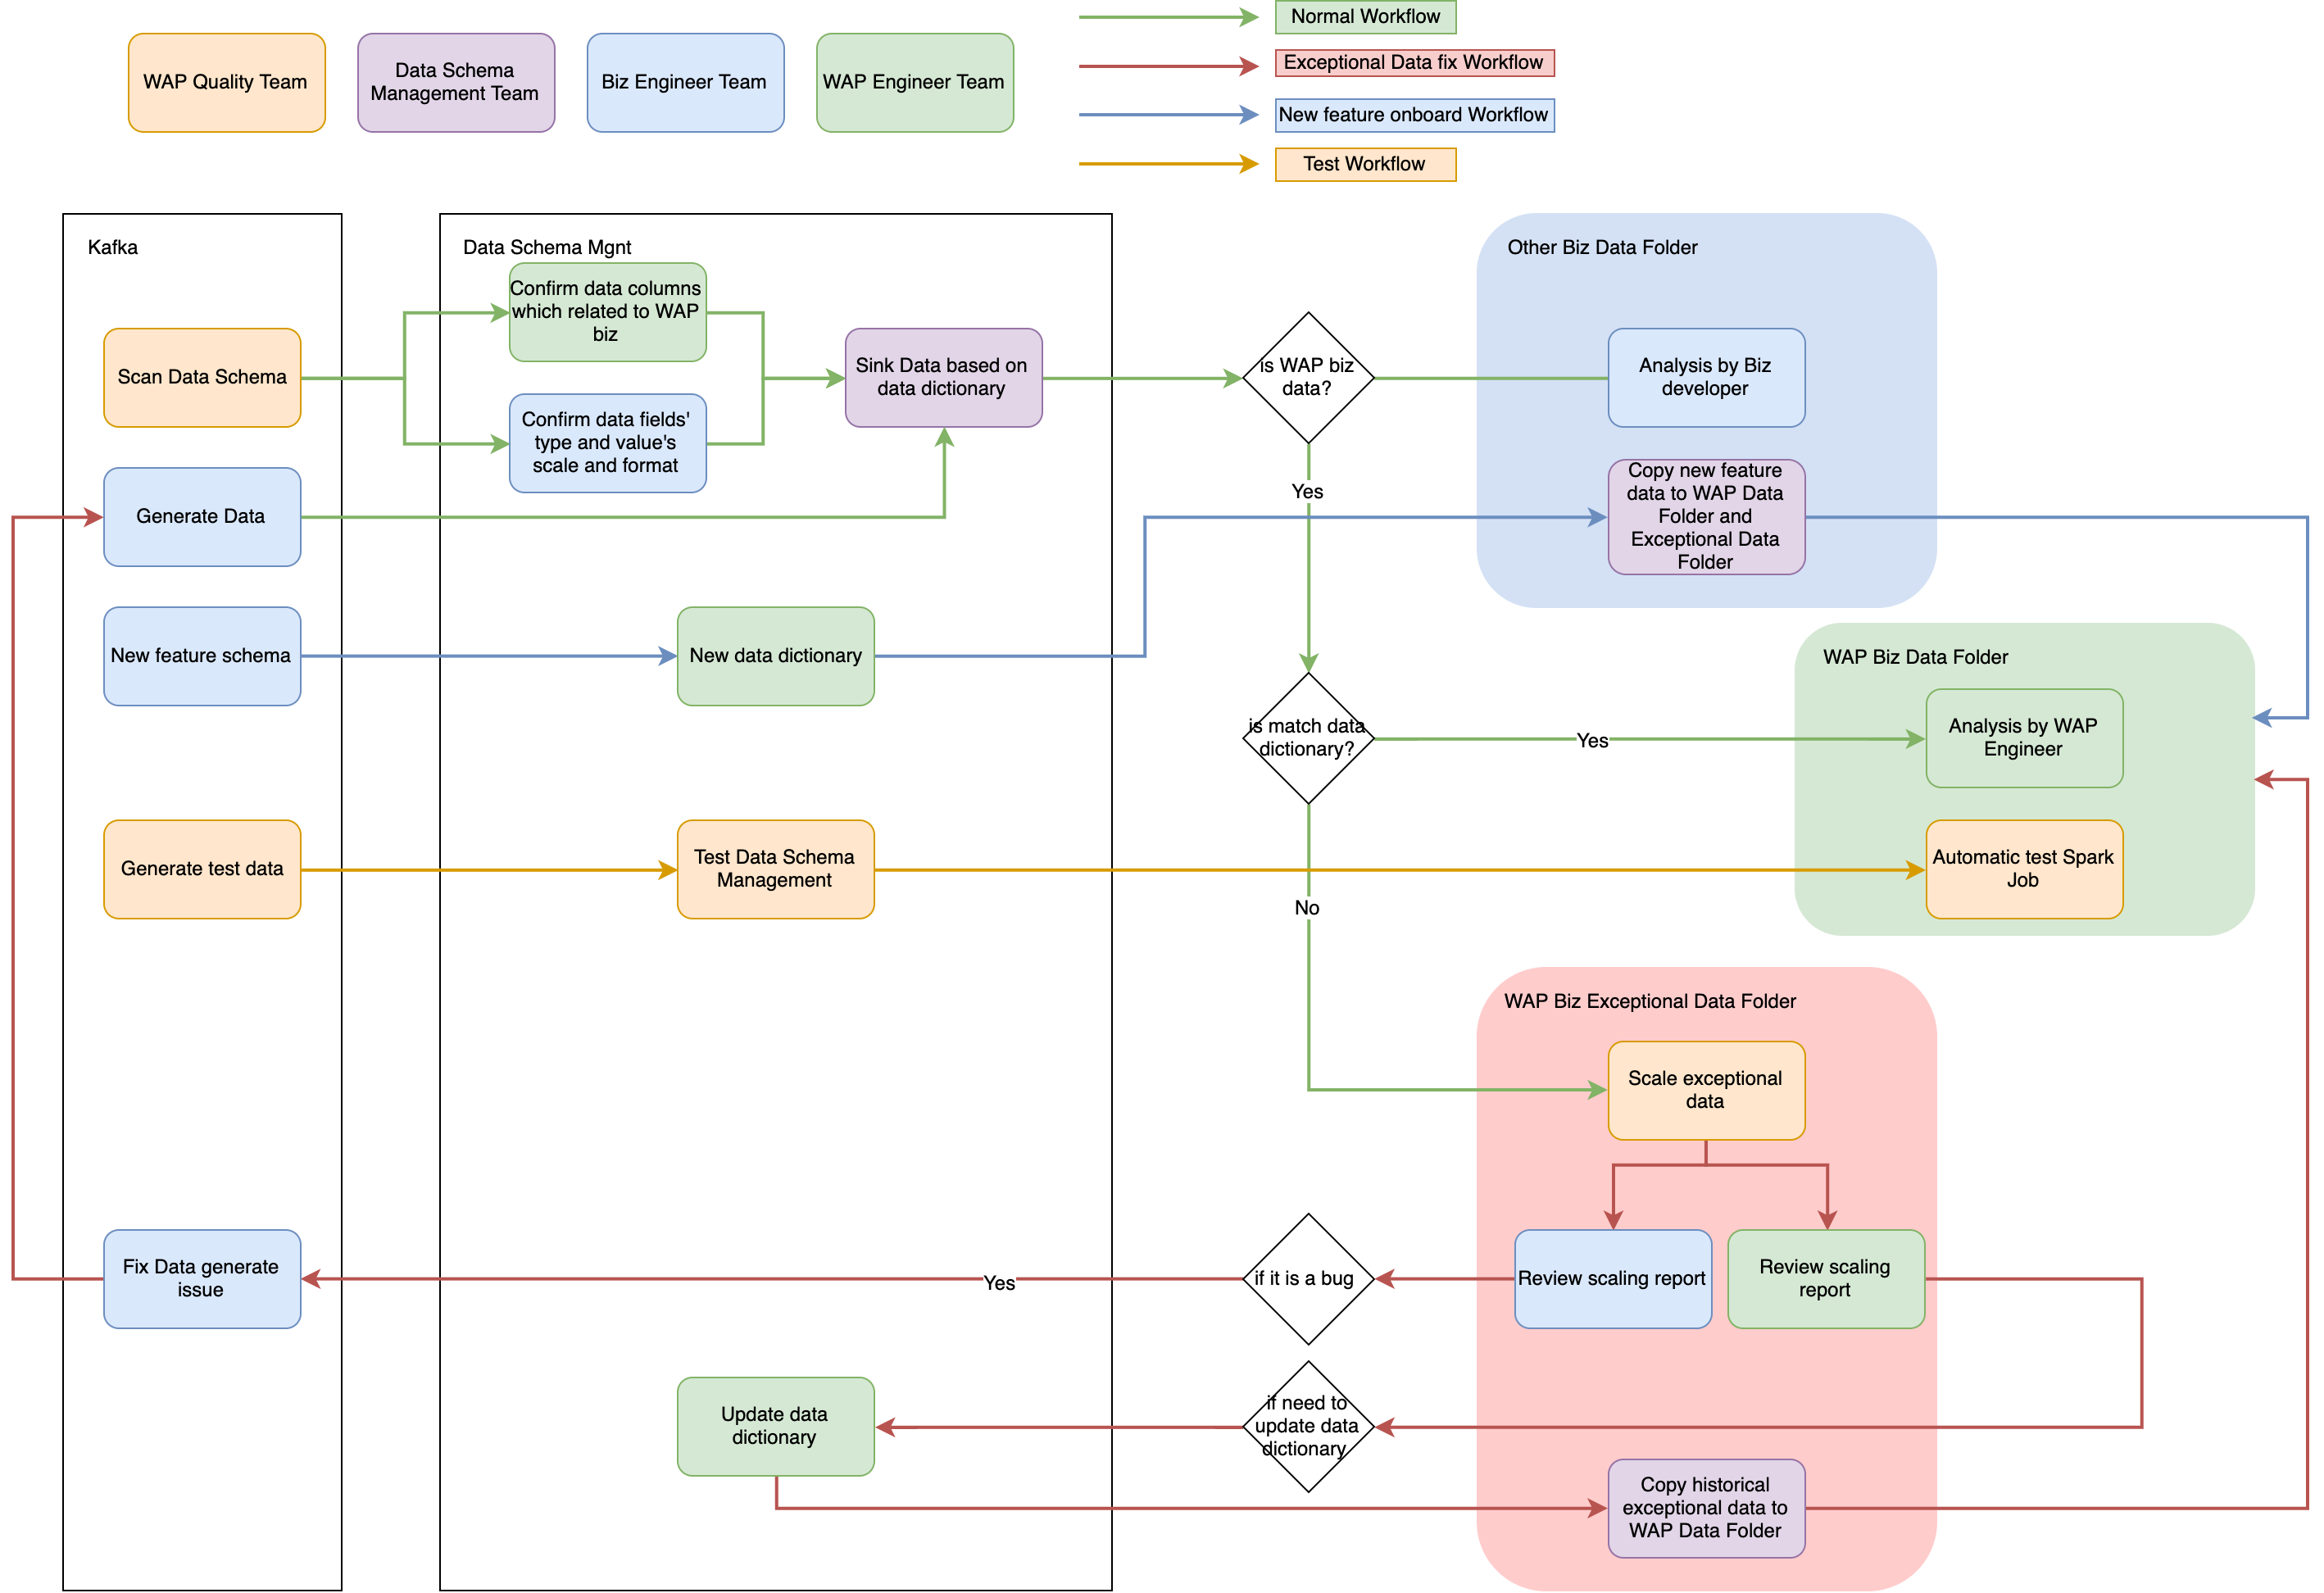 Normal Workflow
Exceptional Data fix Workflow
New feature onboard Workflow
Test Workflow
WAP Quality Team
Data Schema
Management Team
Biz Engineer Team
WAP Engineer Team
Kafka
Scan Data Schema
Generate Data
New feature schema
Generate test data
Fix Data generate
issue
Data Schema Mgnt
Confirm data columns
which related to WAP
biz
Confirm data fields'
type and value's
scale and format
Sink Data based on
data dictionary
New data dictionary
Test Data Schema
Management
Yes
Update data
dictionary
is WAP biz
data?
Yes
is match data
dictionary?
Yes
No
if it is a bug
if need to
update data
dictionary
Other Biz Data Folder
Analysis by Biz
developer
Copy new feature
data to WAP Data
Folder and
Exceptional Data
Folder
WAP Biz Data Folder
Analysis by WAP
Engineer
Automatic test Spark
Job
WAP Biz Exceptional Data Folder
Scale exceptional
data
Review scaling report
Review scaling
report
Copy historical
exceptional data to
WAP Data Folder